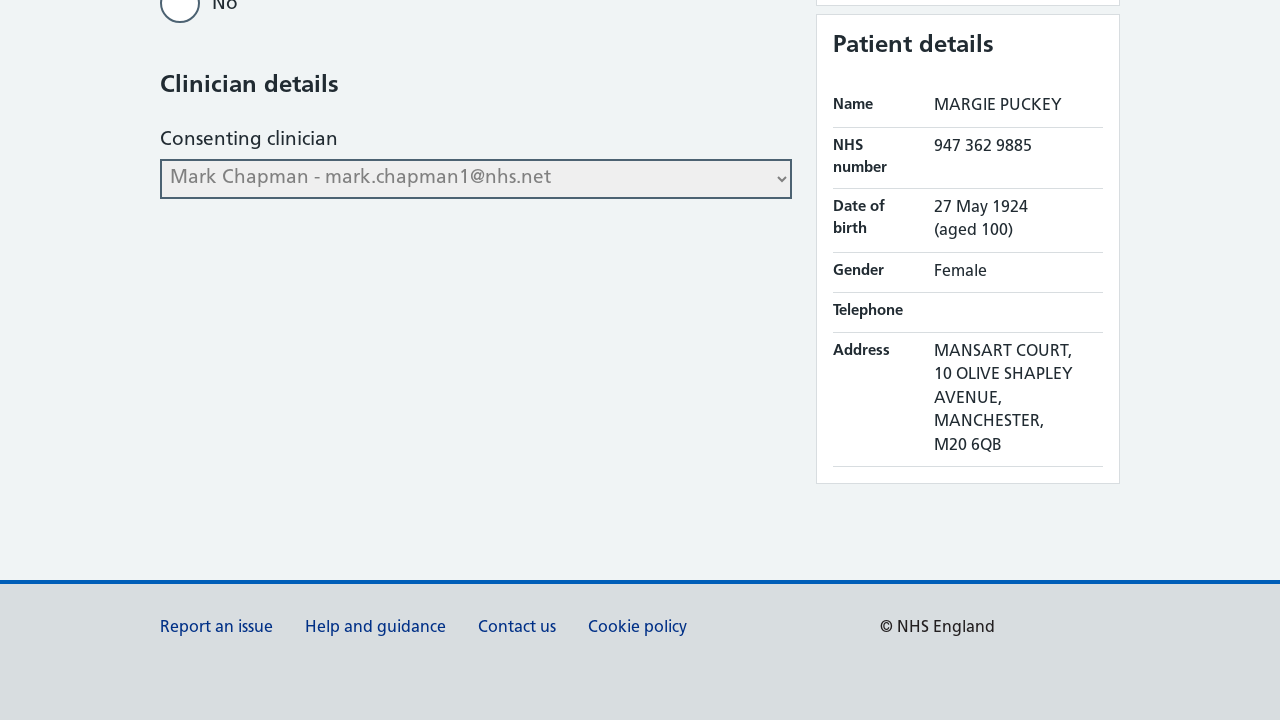 No
Clinician details
Consenting clinician
Mark Chapman - mark.chapman1@nhs.net
Patient details
Name MARGIE PUCKEY
NHS number 947 362 9885
Date of birth 27 May 1924
(aged 100)
Gender Female
Telephone
Address MANSART COURT,
10 OLIVE SHAPLEY
AVENUE,
MANCHESTER,
M20 6QB
Report an issue Help and guidance Contact us Cookie policy © NHS England